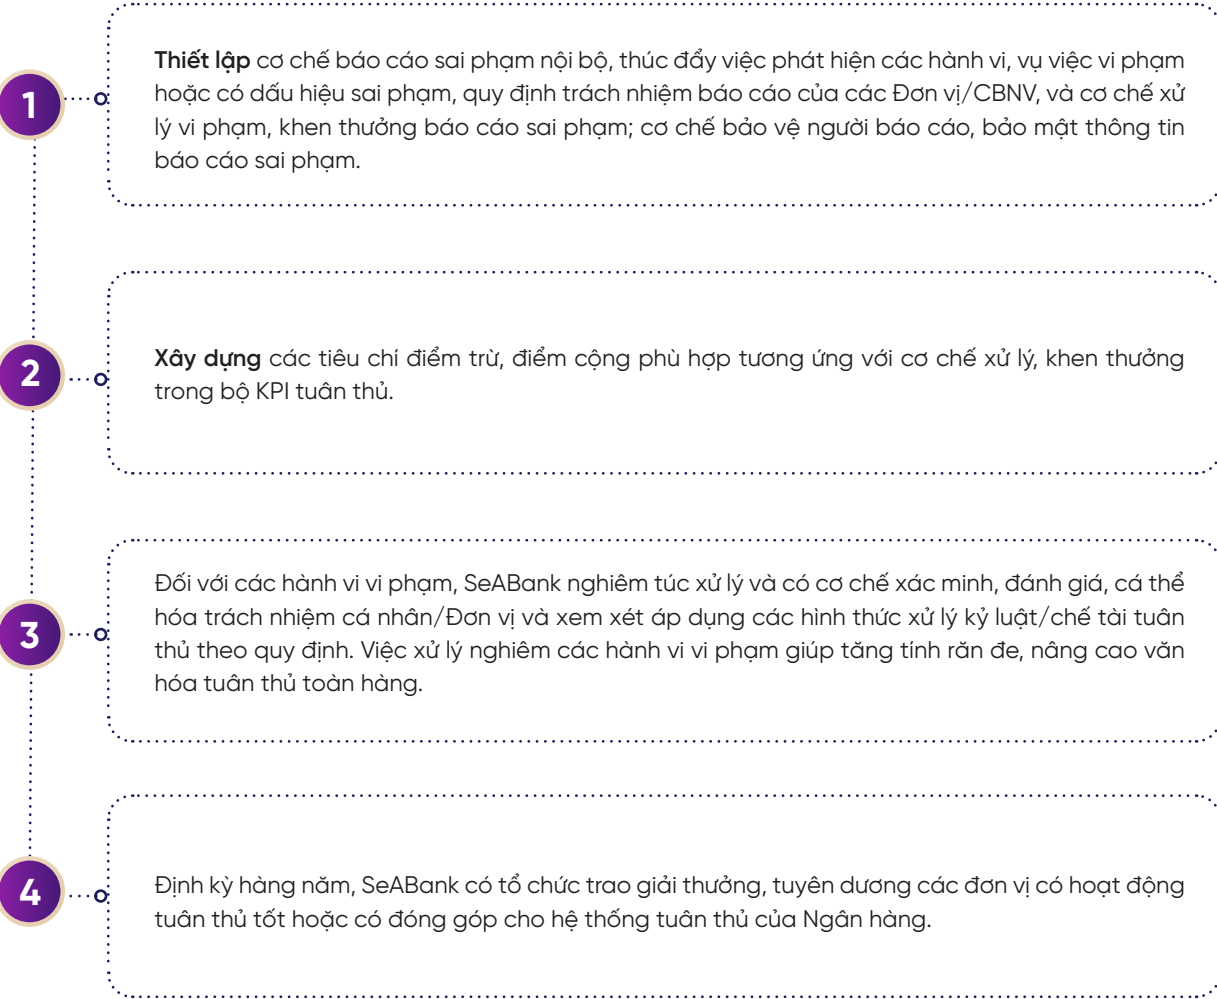 1
Thiết lập cơ chế báo cáo sai phạm nội bộ, thúc đẩy việc phát hiện các hành vi, vụ việc vi phạm
hoặc có dấu hiệu sai phạm, quy định trách nhiệm báo cáo của các Đơn vị/CBNV, và cơ chế xử
lý vi phạm, khen thưởng báo cáo sai phạm; cơ chế bảo vệ người báo cáo, bảo mật thông tin
báo cáo sai phạm.
2
Xây dựng các tiêu chí điểm trừ, điểm cộng phù hợp tương ứng với cơ chế xử lý, khen thưởng
trong bộ KPI tuân thủ.
3
Đối với các hành vi vi phạm, SeABank nghiêm túc xử lý và có cơ chế xác minh, đánh giá, cá thể
hóa trách nhiệm cá nhân/Đơn vị và xem xét áp dụng các hình thức xử lý kỷ luật/chế tài tuân
thủ theo quy định. Việc xử lý nghiêm các hành vi vi phạm giúp tăng tính răn đe, nâng cao văn
hóa tuân thủ toàn hàng.
4
Định kỳ hàng năm, SeABank có tổ chức trao giải thưởng, tuyên dương các đơn vị có hoạt động
tuân thủ tốt hoặc có đóng góp cho hệ thống tuân thủ của Ngân hàng.